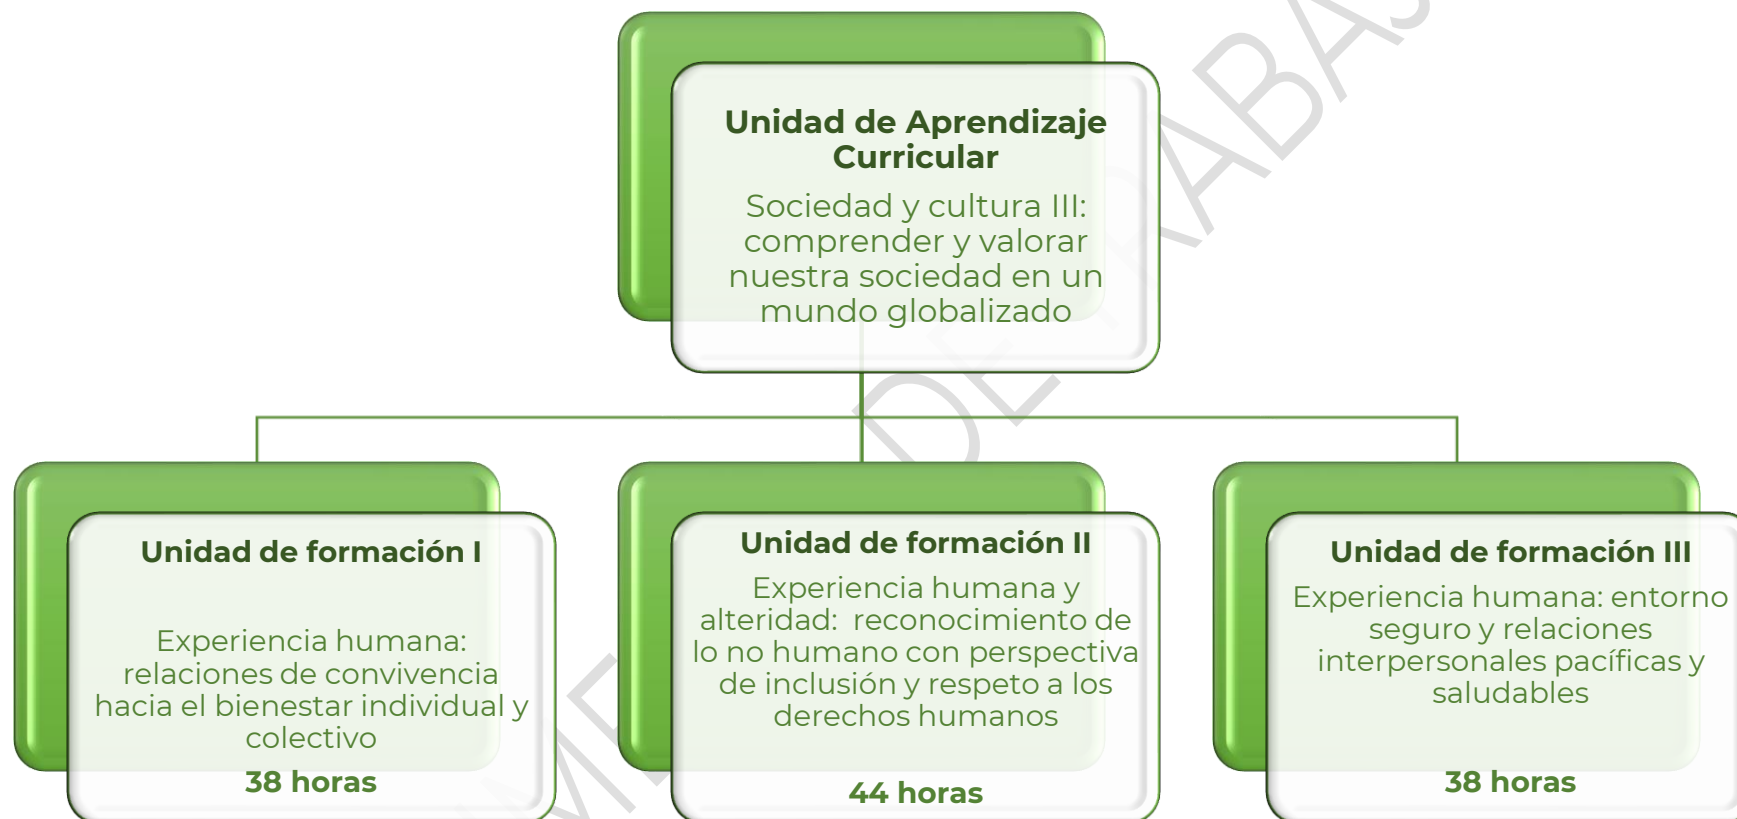 Unidad de Aprendizaje
Curricular
Sociedad y cultura III:
comprender y valorar
nuestra sociedad en un
mundo globalizado
Unidad de formación I
Experiencia humana:
relaciones de convivencia
hacia el bienestar individual y
colectivo
38 horas
Unidad de formación II
Experiencia humana y
alteridad: reconocimiento de
lo no humano con perspectiva
de inclusión y respeto a los
derechos humanos
44 horas
Unidad de formación III
Experiencia humana: entorno
seguro y relaciones
interpersonales pacíficas y
saludables
38 horas
DE